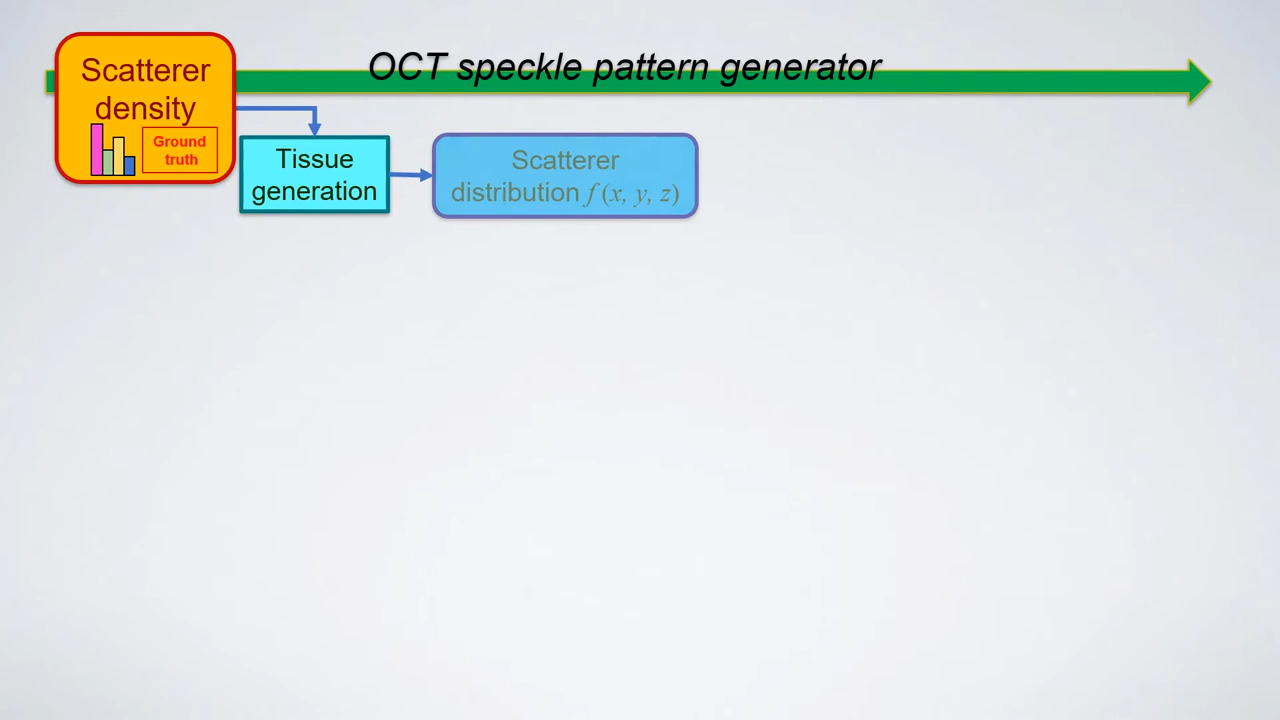 OCT speckle pattern generator
Scatterer
density
Ground
truth
Tissue
generation
Scatterer
distribution f (x, y, z)